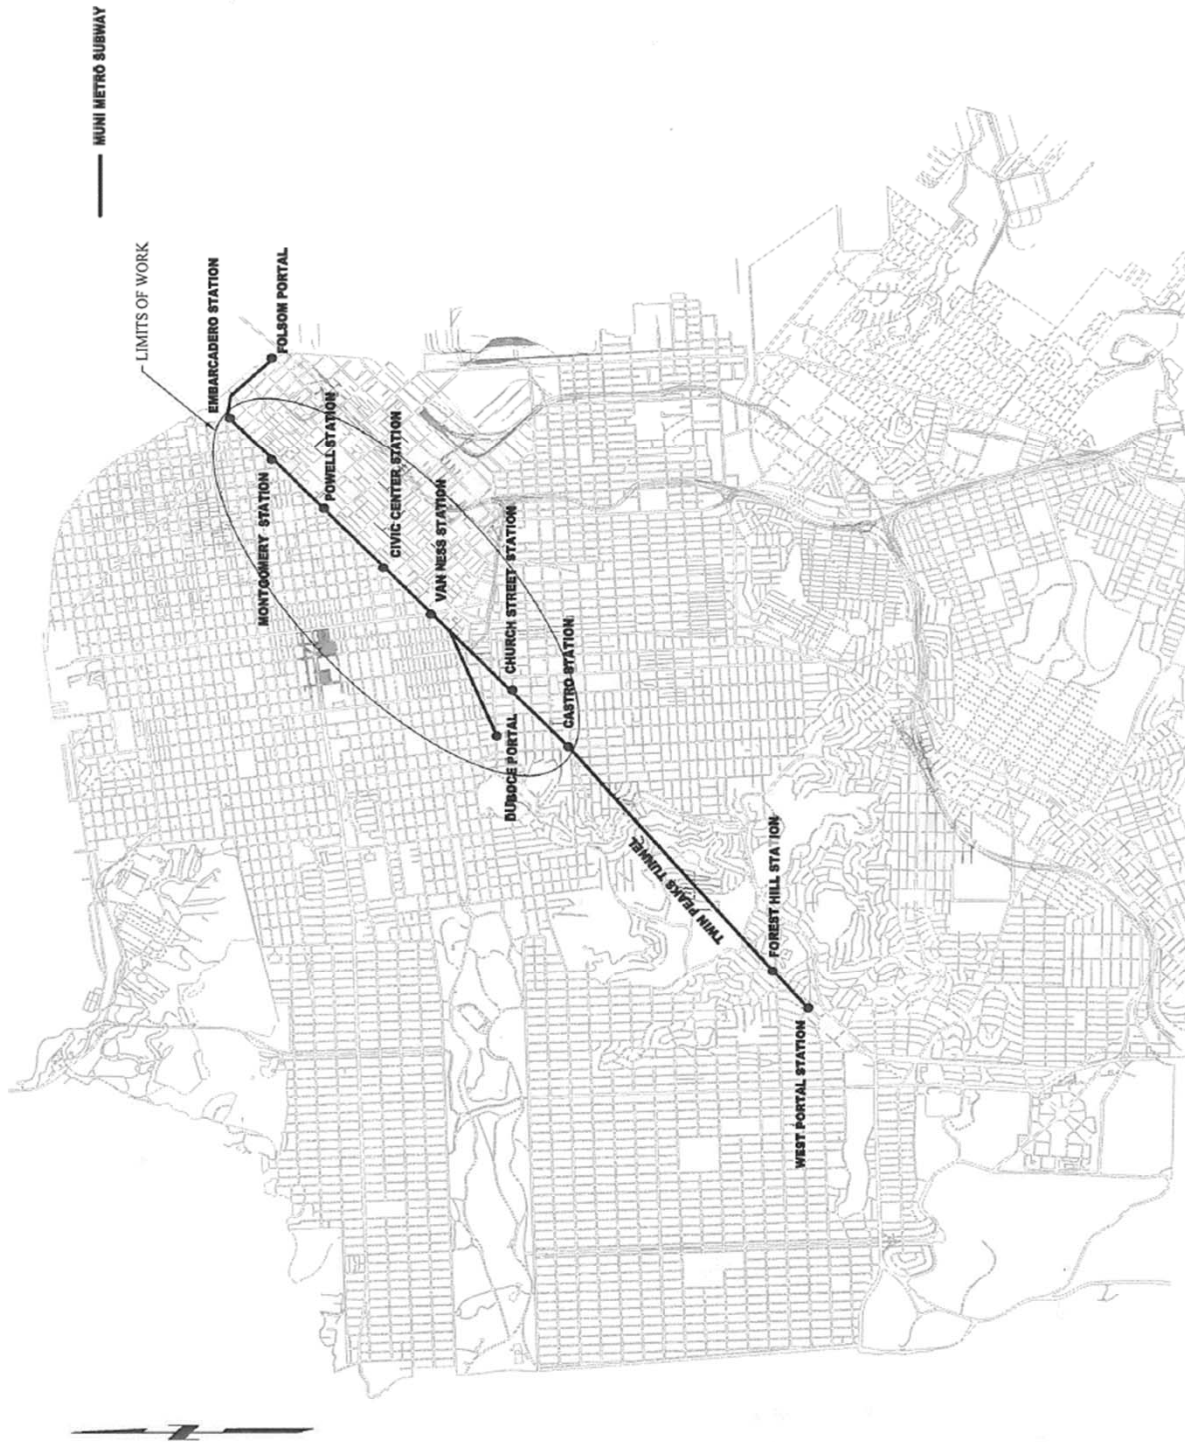 MUNI METRO SUBWAY
LIMITS OF WORK
EMBARCADERO STATION
FOLSOM PORTAL
MONTGOMERY STATION
POWELL STATION
CIVIC CENTER STATION
VAN NESS STATION
CHURCH STREET STATION
DUBOCE PORTAL
CASTRO STATION
TWIN PEAKS TUNNEL
FOREST HILL STATION
WEST PORTAL STATION
N